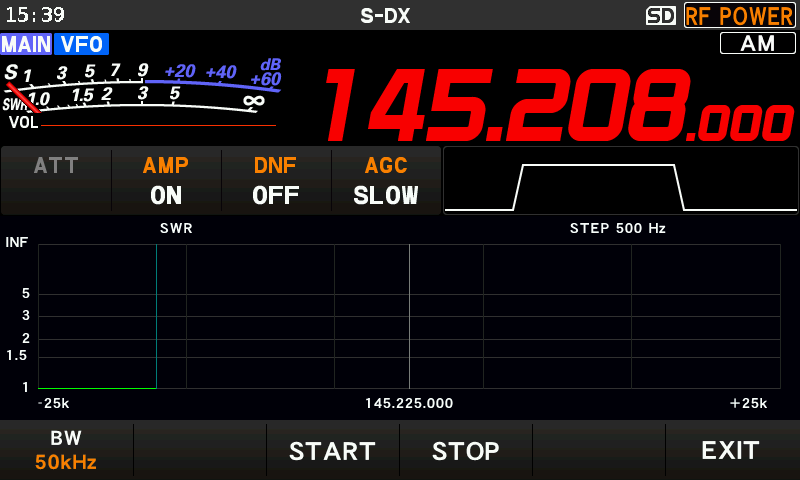 15:39 S-DX SD RF POWER
MAIN VFO AM
S 1 3 5 7 9 +20 +40 +60 dB
SWR 1.0 1.5 2 3 5 ∞
VOL
145.208.000
ATT AMP DNF AGC
ON OFF SLOW
SWR STEP 500 Hz
INF
5
3
2
1.5
1
-25k 145.225.000 +25k
BW START STOP EXIT
50kHz